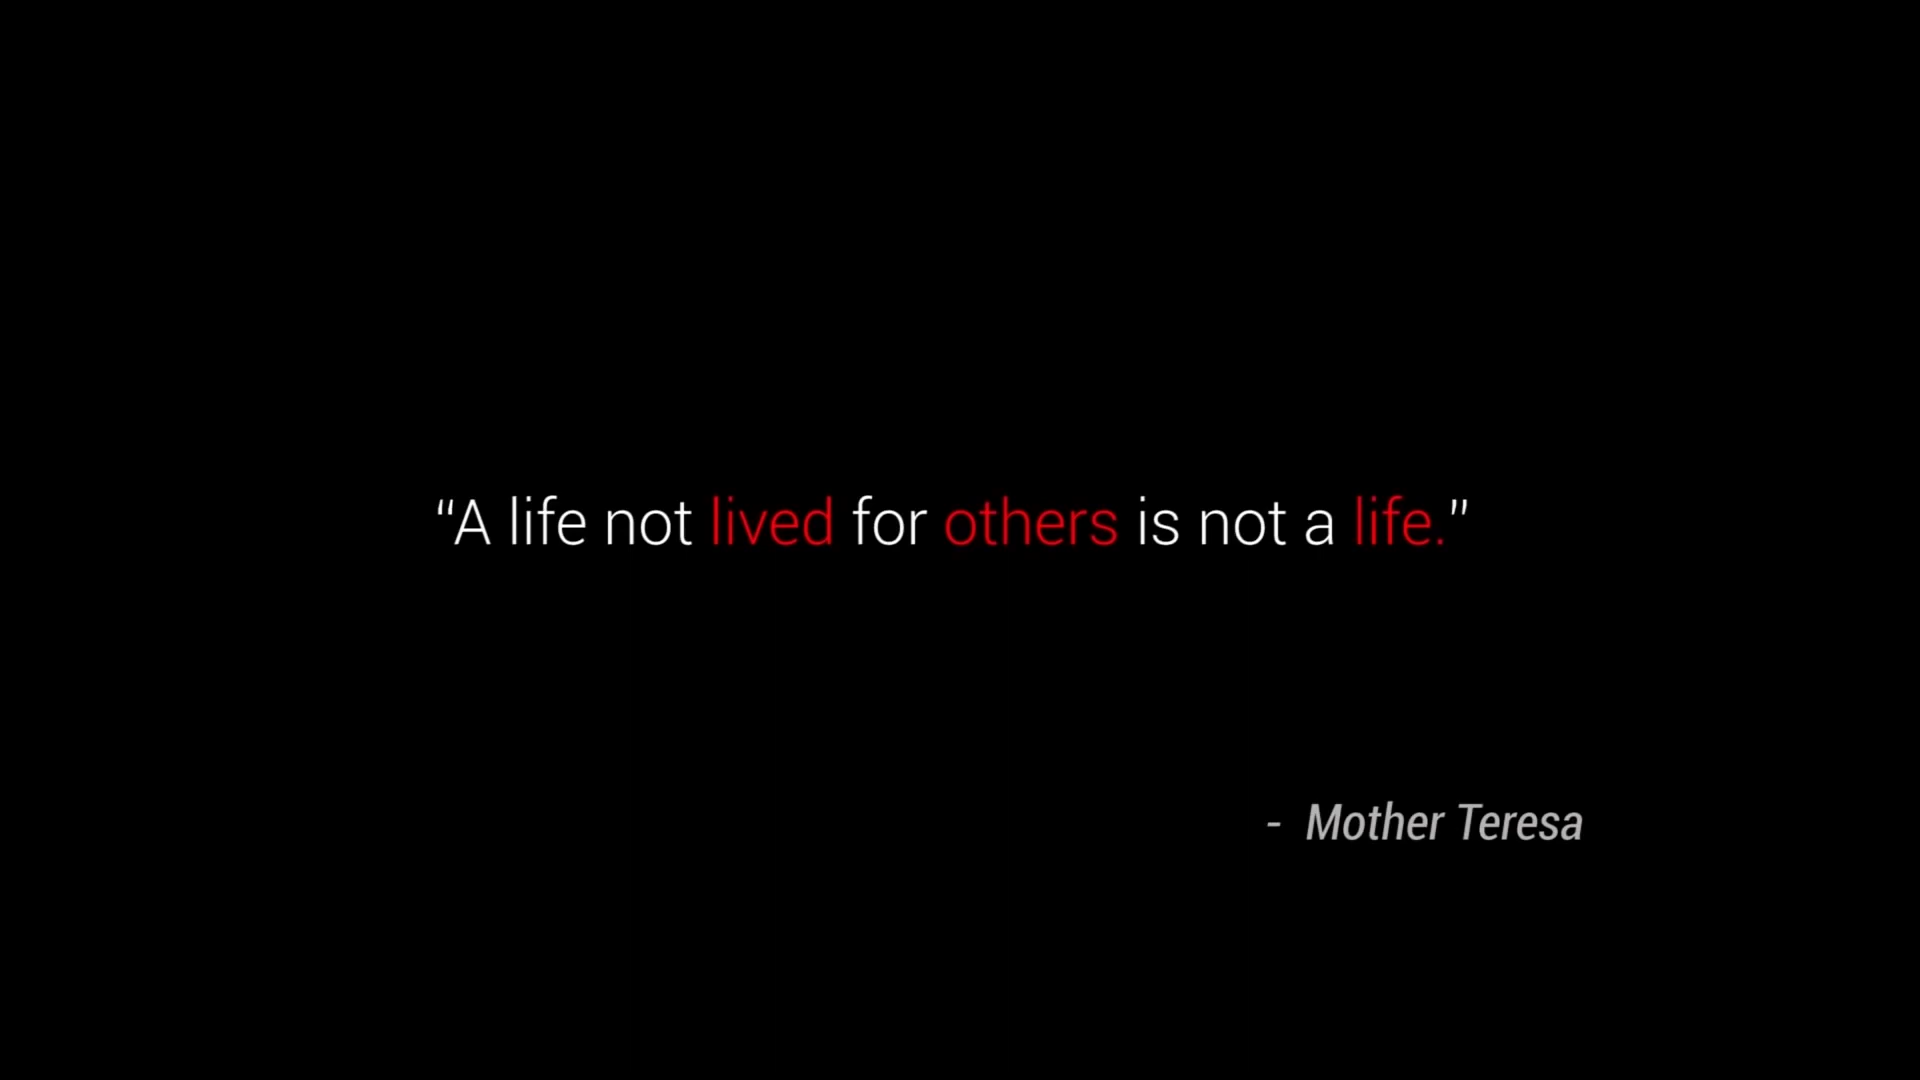 “A life not lived for others is not a life.”
- Mother Teresa